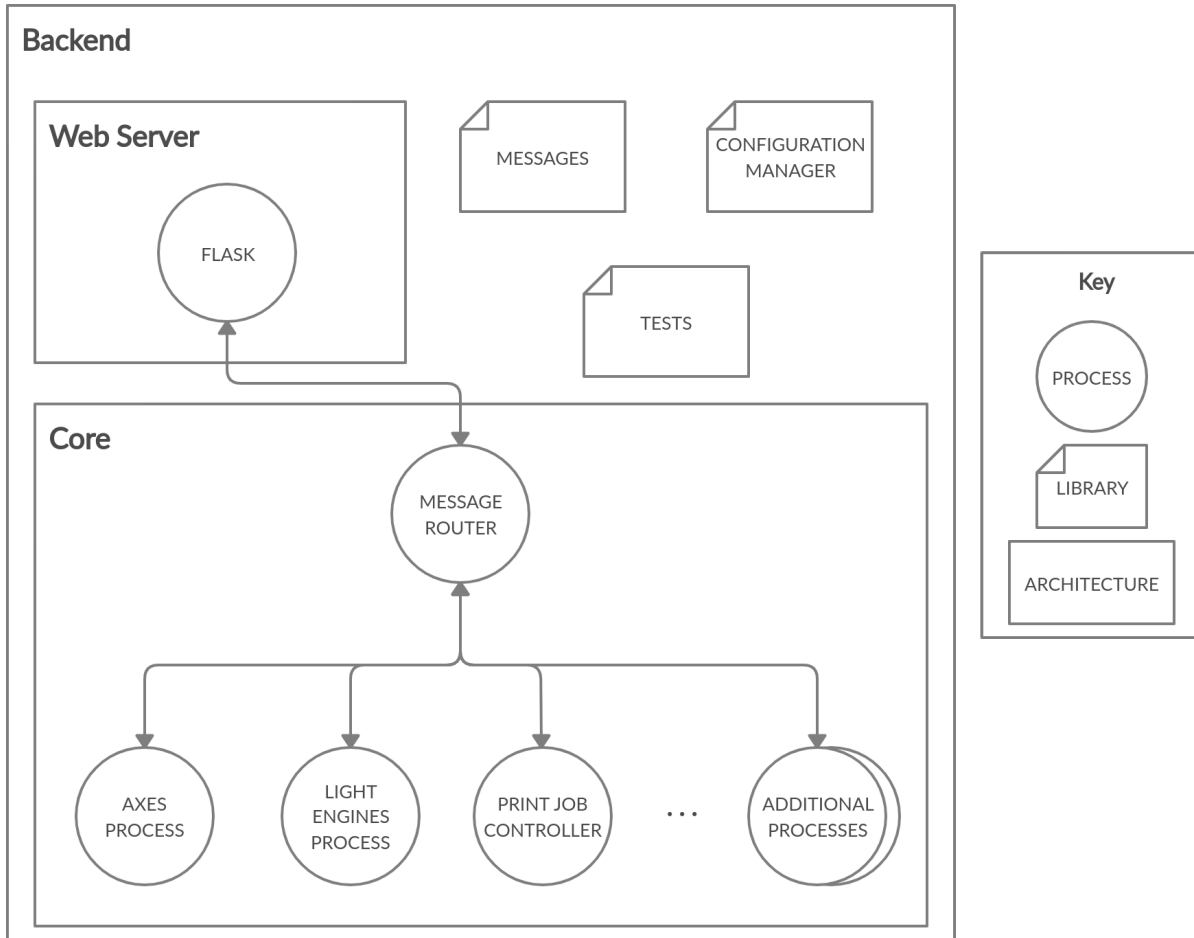 Backend
Web Server
FLASK
MESSAGES
CONFIGURATION
MANAGER
TESTS
Core
MESSAGE
ROUTER
AXES
PROCESS
LIGHT
ENGINES
PROCESS
PRINT JOB
CONTROLLER
...
ADDITIONAL
PROCESSES
Key
PROCESS
LIBRARY
ARCHITECTURE